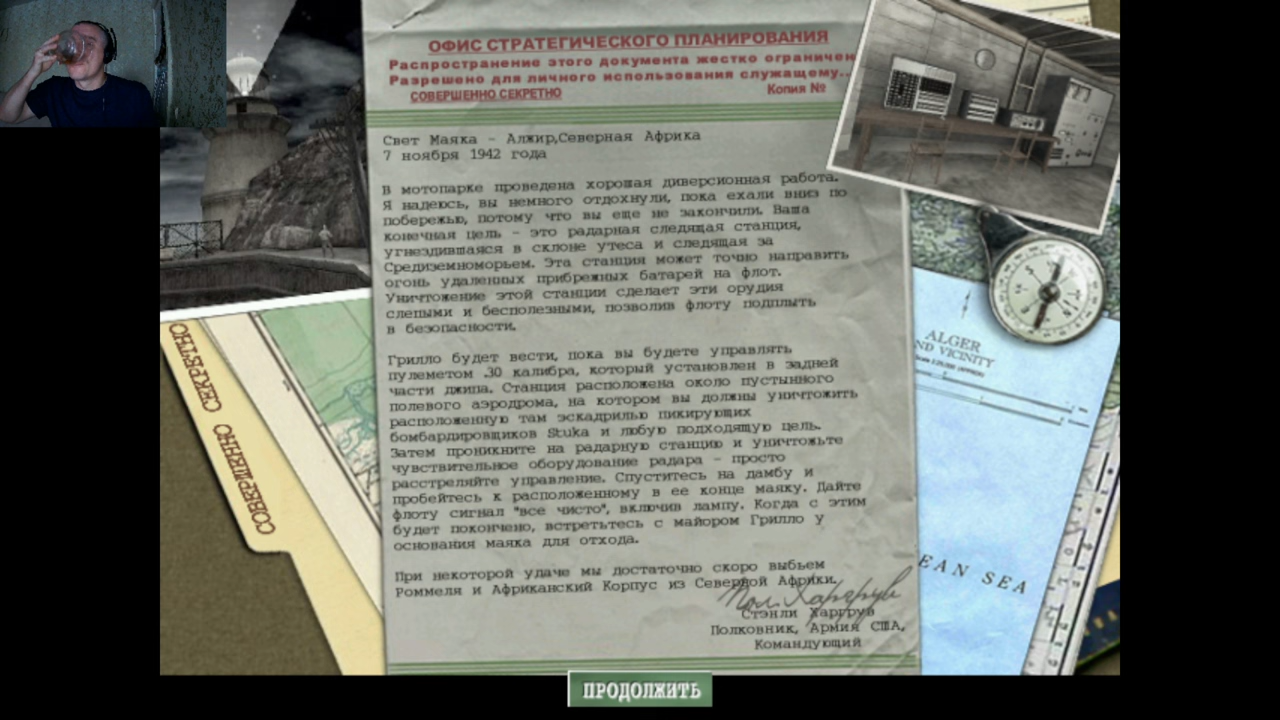 ОФИС СТРАТЕГИЧЕСКОГО ПЛАНИРОВАНИЯ
Распространение этого документа жестко ограничен
Разрешено для личного использования служащему..
СОВЕРШЕННО СЕКРЕТНО
Копия №
Свет Маяка - Алжир,Северная Африка
7 ноября 1942 года
В мотопарке проведена хорошая диверсионная работа.
Я надеюсь, вы немного отдохнули, пока ехали вниз по
побережью, потому что вы еще не закончили. Ваша
конечная цель - это радарная следящая станция,
угнездившаяся в склоне утеса и следящая за
Средиземноморьем. Эта станция может точно направить
огонь удаленных прибрежных батарей на флот.
Уничтожение этой станции сделает эти орудия
слепыми и бесполезными, позволив флоту подплыть
в безопасности.
Грилло будет вести, пока вы будете управлять
пулеметом .30 калибра, который установлен в задней
части джипа. Станция расположена около пустынного
полевого аэродрома, на котором вы должны уничтожить
расположенную там эскадрилью пикирующих
бомбардировщиков Stuka и любую подходящую цель.
Затем проникните на радарную станцию и уничтожьте
чувствительное оборудование радара - просто
расстреляйте управление. Спуститесь на дамбу и
пробейтесь к расположенному в ее конце маяку. Дайте
флоту сигнал "все чисто", включив лампу. Когда с этим
будет покончено, встретьтесь с майором Грилло у
основания маяка для отхода.
При некоторой удаче мы достаточно скоро выбьем
Роммеля и Африканский Корпус из Северной Африки.
Стэнли Харгрув
Полковник, Армия США,
Командующий
СОВЕРШЕННО СЕКРЕТНО
ALGER
ND VICINITY
EAN SEA
ПРОДОЛЖИТЬ